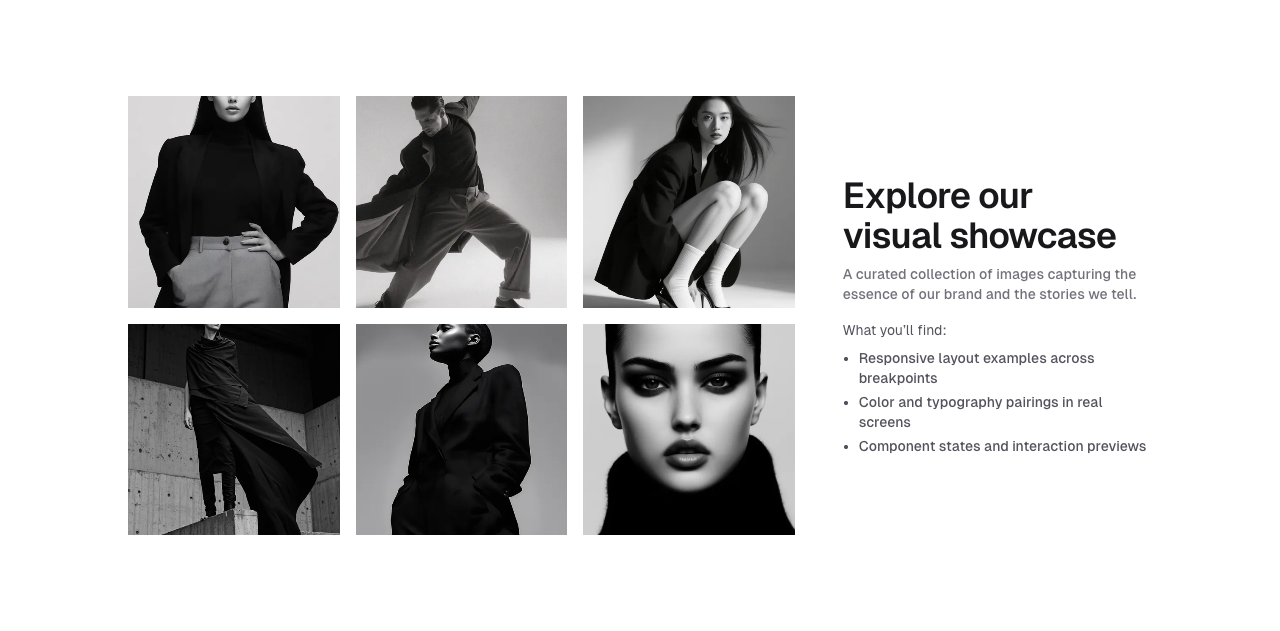 Explore our
visual showcase
A curated collection of images capturing the
essence of our brand and the stories we tell.
What you’ll find:
• Responsive layout examples across
breakpoints
• Color and typography pairings in real
screens
• Component states and interaction previews